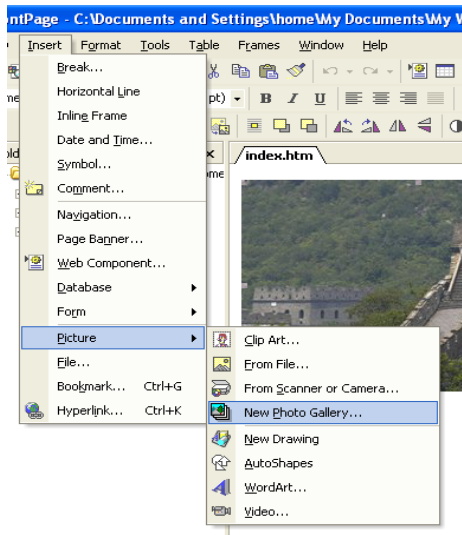 ntPage - C:\Documents and Settings\home\My Documents\My
Insert Format Tools Table Frames Window Help
Break...
Horizontal Line
pt) B I U
Inline Frame
Date and Time...
Symbol...
index.htm
Comment...
Navigation...
Page Banner...
Web Component...
Database
Form
Picture
Clip Art...
File...
From File...
Bookmark... Ctrl+G
From Scanner or Camera...
Hyperlink... Ctrl+K
New Photo Gallery...
New Drawing
AutoShapes
WordArt...
Video...